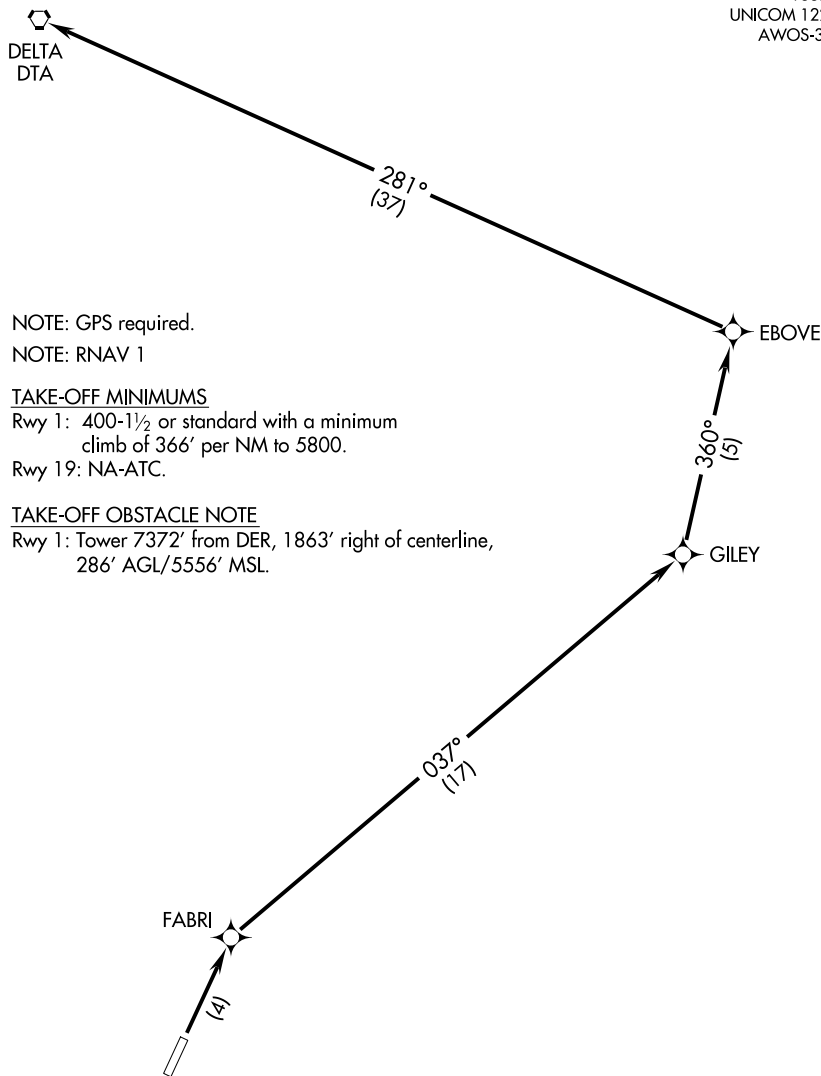 UNICOM
AWOS-3
DELTA
DTA
281°
(37)
NOTE: GPS required.
NOTE: RNAV 1
EBOVE
TAKE-OFF MINIMUMS
Rwy 1: 400-1½ or standard with a minimum
climb of 366' per NM to 5800.
Rwy 19: NA-ATC.
360°
(5)
TAKE-OFF OBSTACLE NOTE
Rwy 1: Tower 7372' from DER, 1863' right of centerline,
286' AGL/5556' MSL.
GILEY
037°
(17)
FABRI
(4)